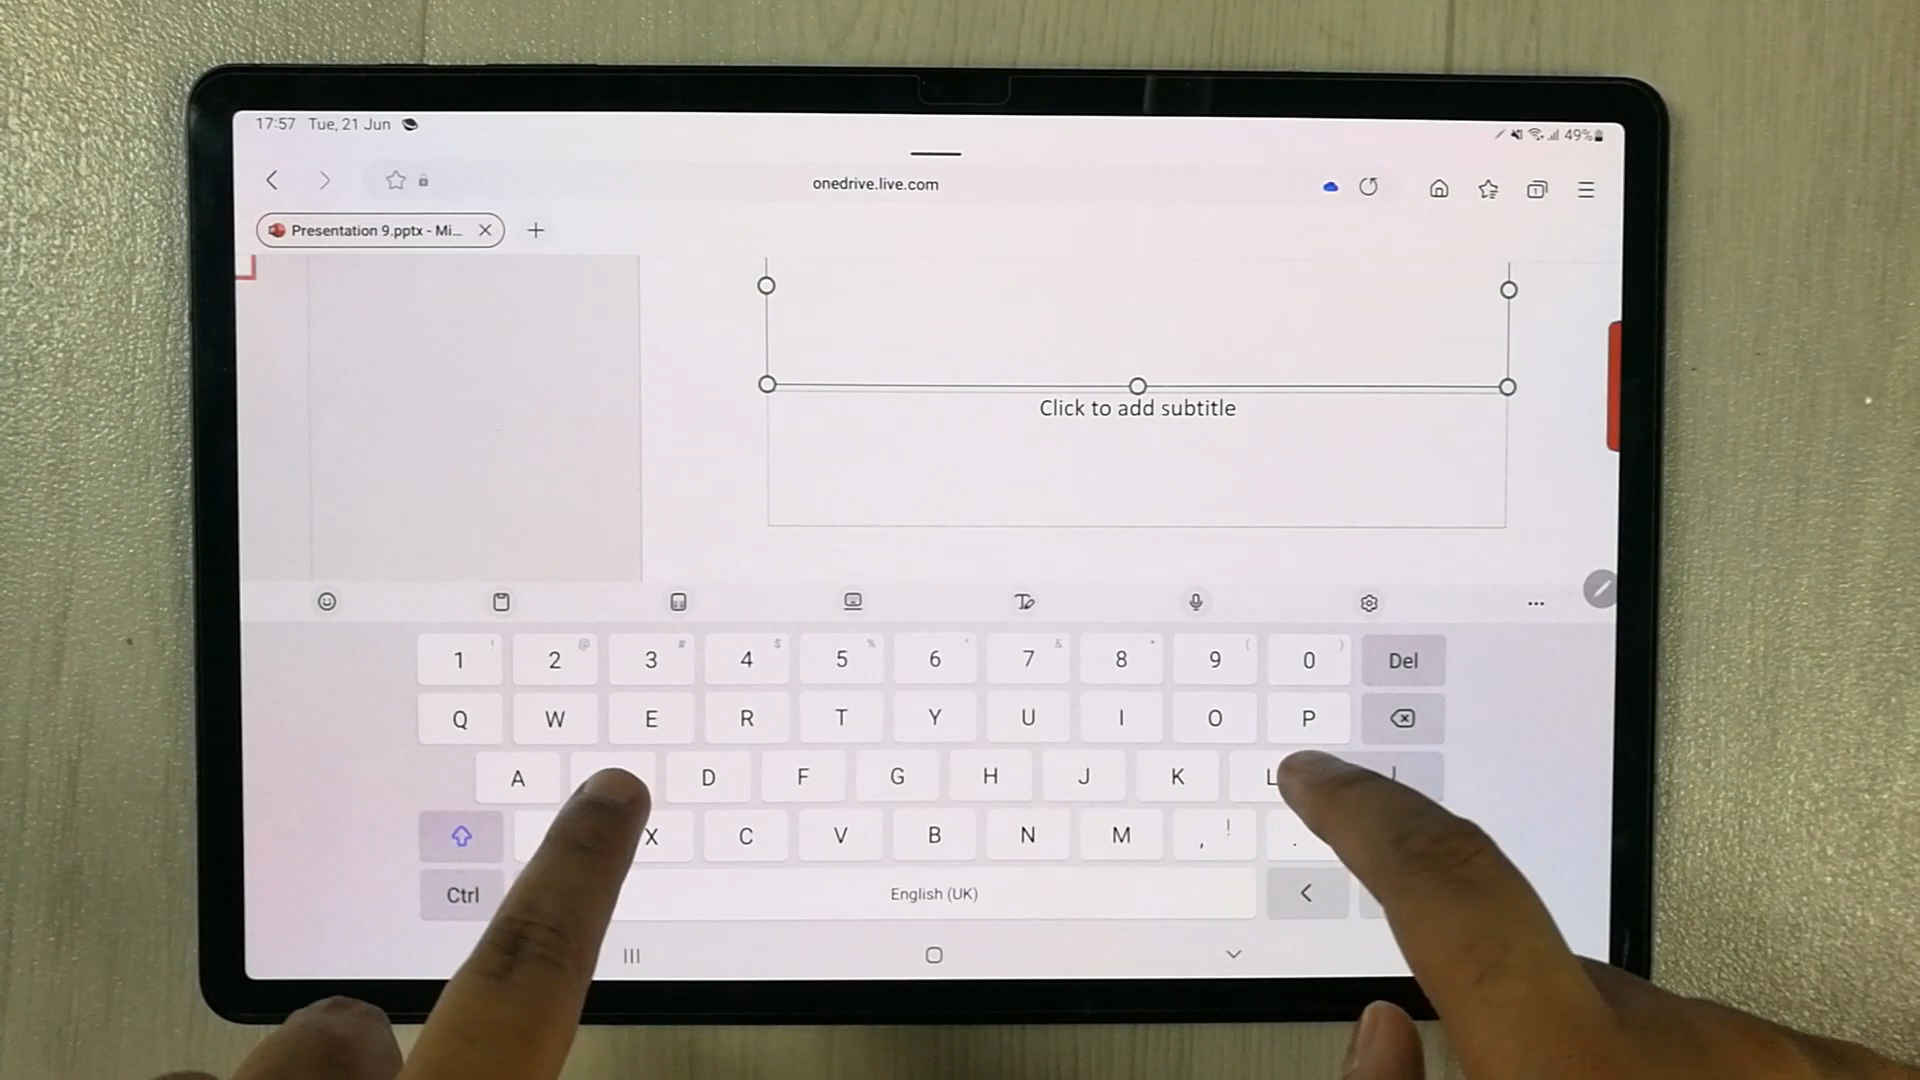 17:57 Tue, 21 Jun
49%
onedrive.live.com
1
Presentation 9.pptx - Mi...
Click to add subtitle
1 ! 2 @ 3 # 4 $ 5 % 6 7 & 8 9 ( 0 ) Del
Q W E R T Y U I O P
A D F G H J K L
X C V B N M , ! .
Ctrl English (UK) <